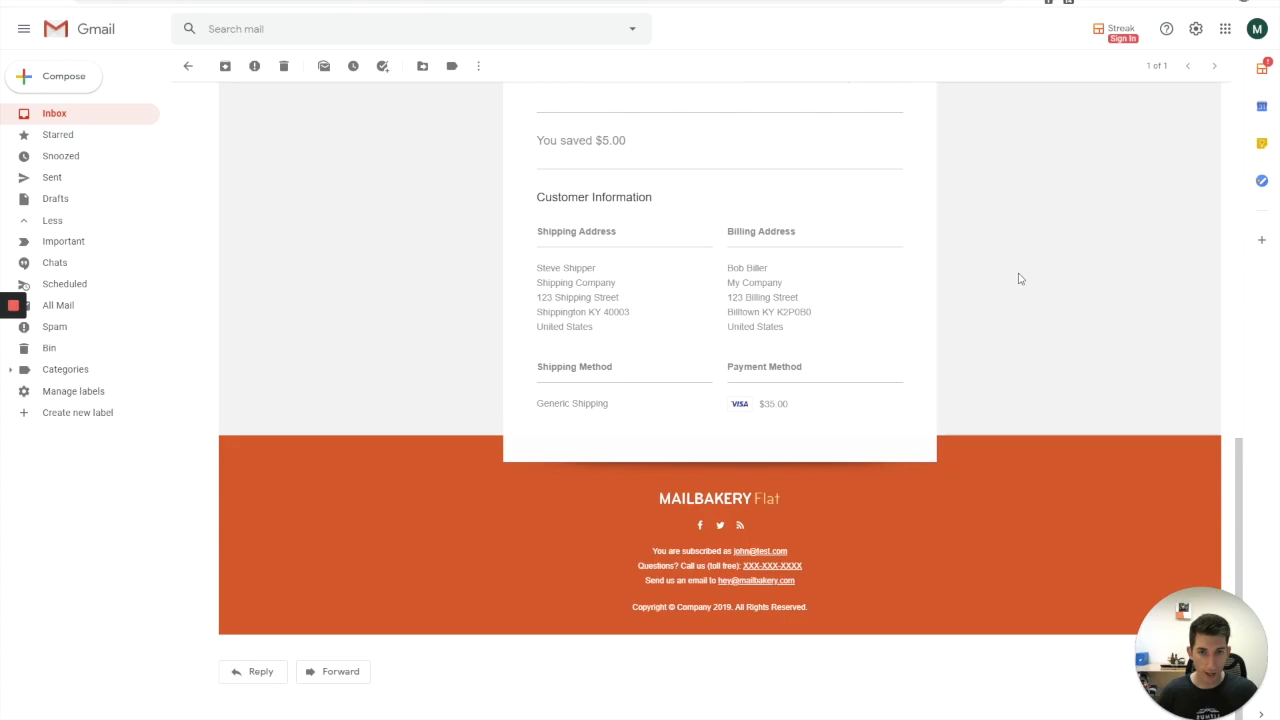 Gmail
Search mail
Streak
Sign In
M
Compose
1 of 1
Inbox
Starred
Snoozed
Sent
Drafts
Less
Important
Chats
Scheduled
All Mail
Spam
Bin
Categories
Manage labels
Create new label
You saved $5.00
Customer Information
Shipping Address
Billing Address
Steve Shipper
Shipping Company
123 Shipping Street
Shippington KY 40003
United States
Bob Biller
My Company
123 Billing Street
Billtown KY K2P0B0
United States
Shipping Method
Payment Method
Generic Shipping
VISA $35.00
MAILBAKERY Flat
You are subscribed as john@test.com
Questions? Call us (toll free): XXX-XXX-XXXX
Send us an email to hey@mailbakery.com
Copyright © Company 2019. All Rights Reserved.
Reply
Forward